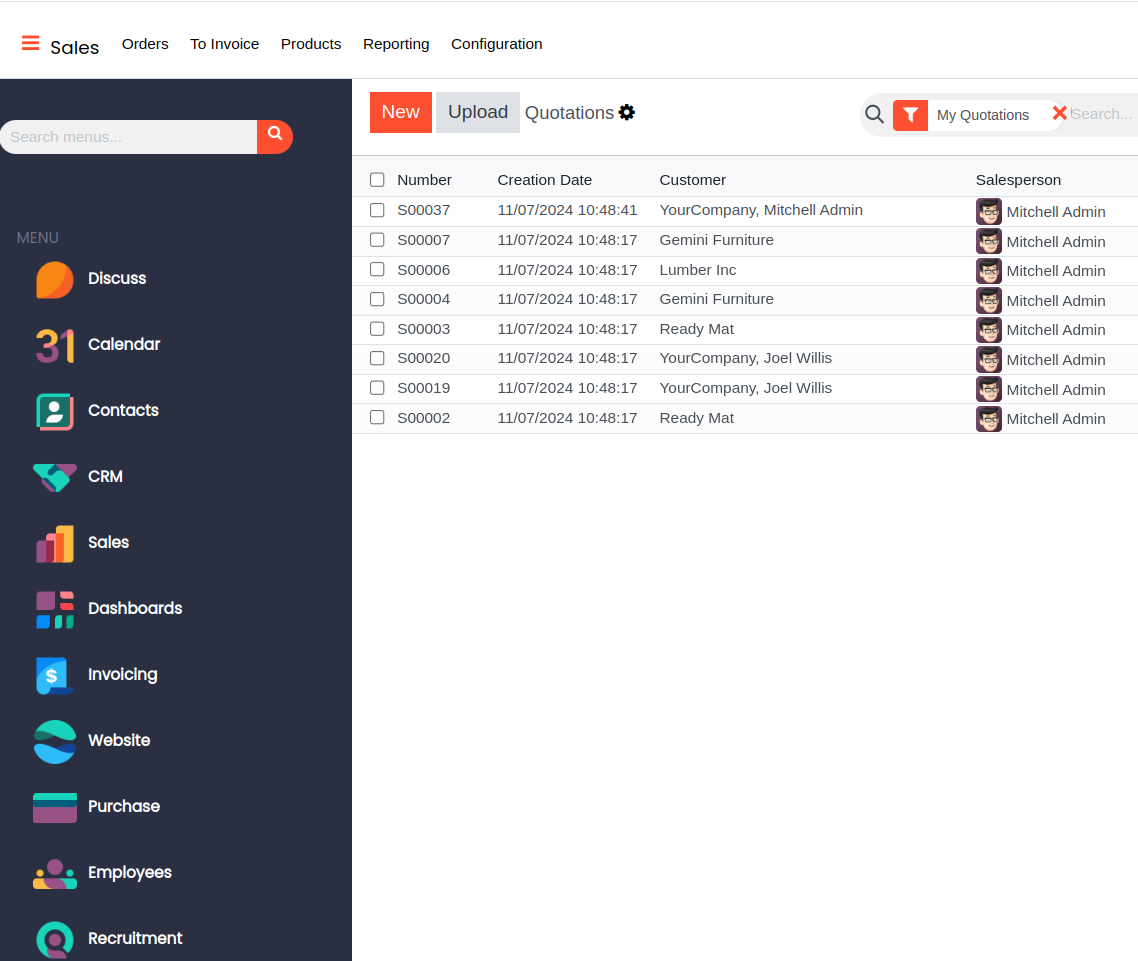 Sales Orders To Invoice Products Reporting Configuration
New Upload Quotations My Quotations Search...
Search menus...
Number Creation Date Customer Salesperson
S00037 11/07/2024 10:48:41 YourCompany, Mitchell Admin Mitchell Admin
S00007 11/07/2024 10:48:17 Gemini Furniture Mitchell Admin
S00006 11/07/2024 10:48:17 Lumber Inc Mitchell Admin
S00004 11/07/2024 10:48:17 Gemini Furniture Mitchell Admin
S00003 11/07/2024 10:48:17 Ready Mat Mitchell Admin
S00020 11/07/2024 10:48:17 YourCompany, Joel Willis Mitchell Admin
S00019 11/07/2024 10:48:17 YourCompany, Joel Willis Mitchell Admin
S00002 11/07/2024 10:48:17 Ready Mat Mitchell Admin
MENU
Discuss
31 Calendar
Contacts
CRM
Sales
Dashboards
$ Invoicing
Website
Purchase
Employees
Recruitment